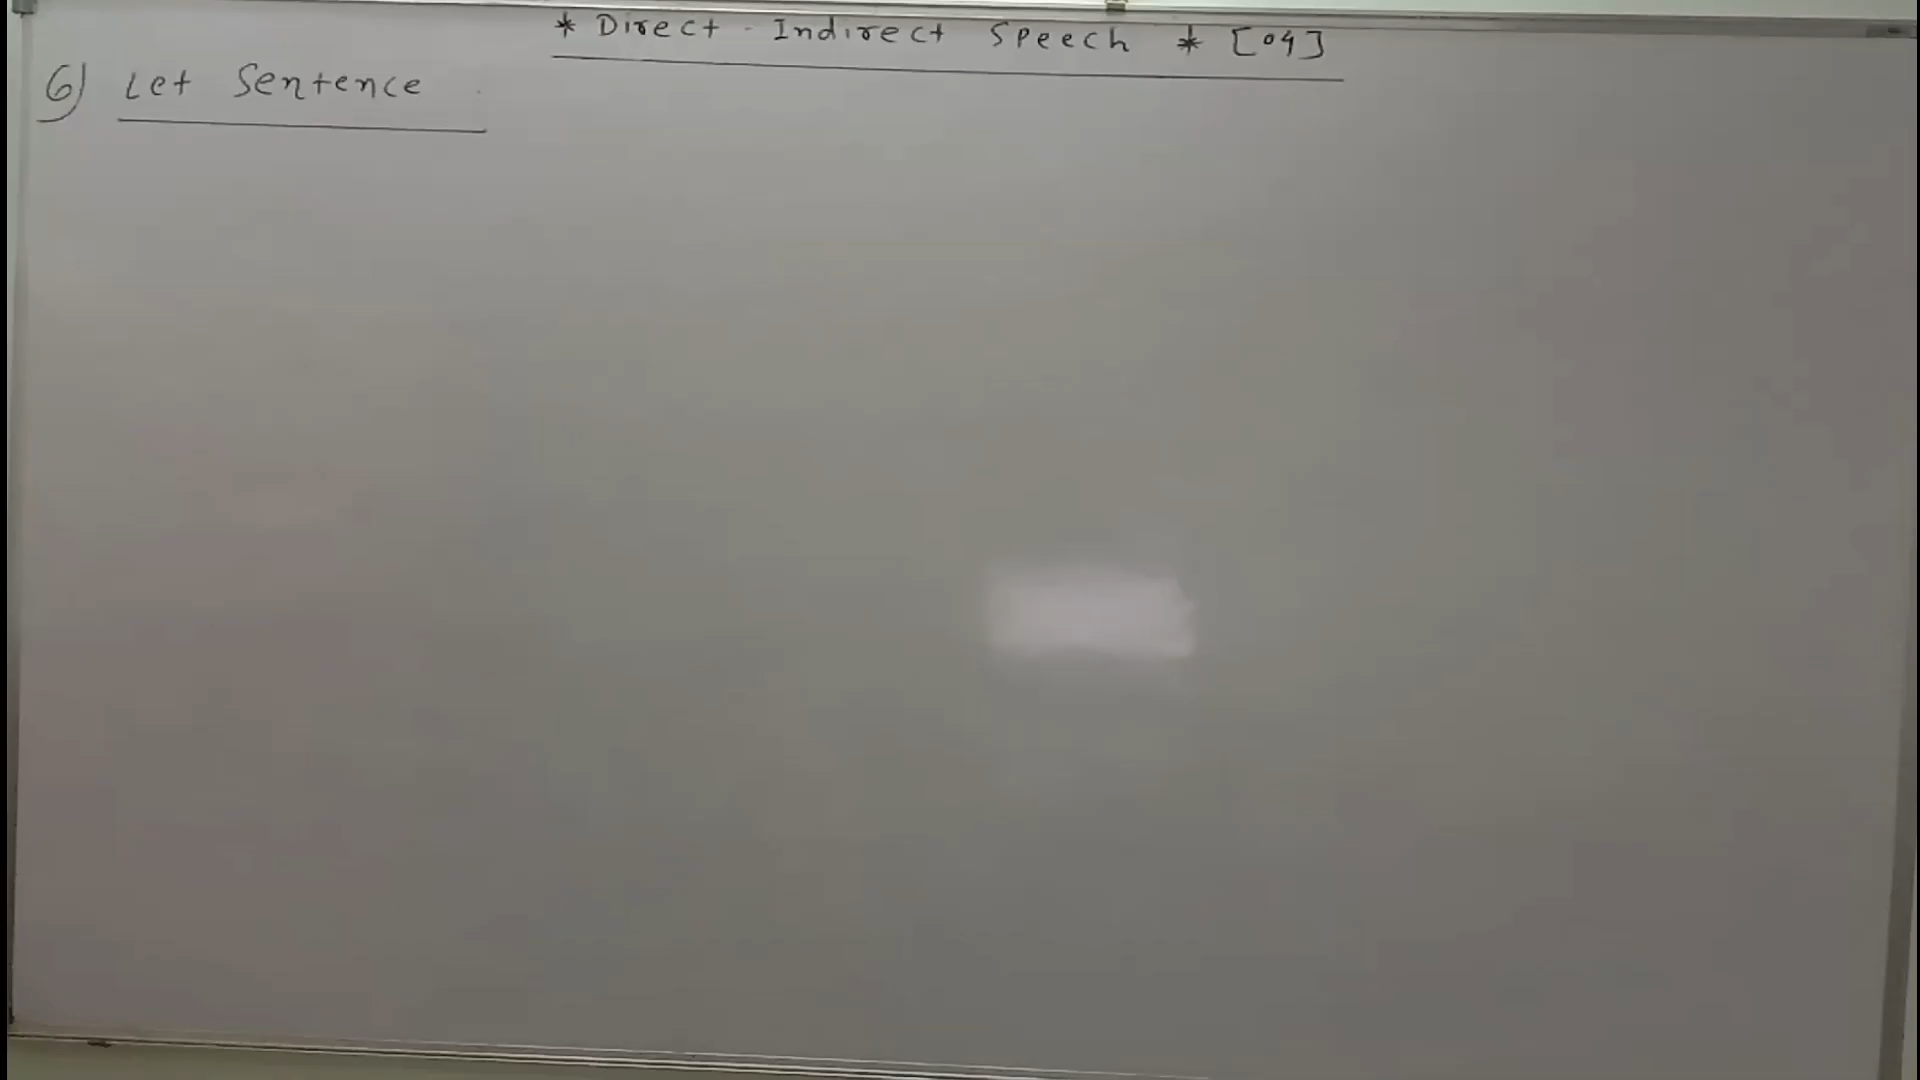 * Direct - Indirect Speech * [04]
6) Let Sentence